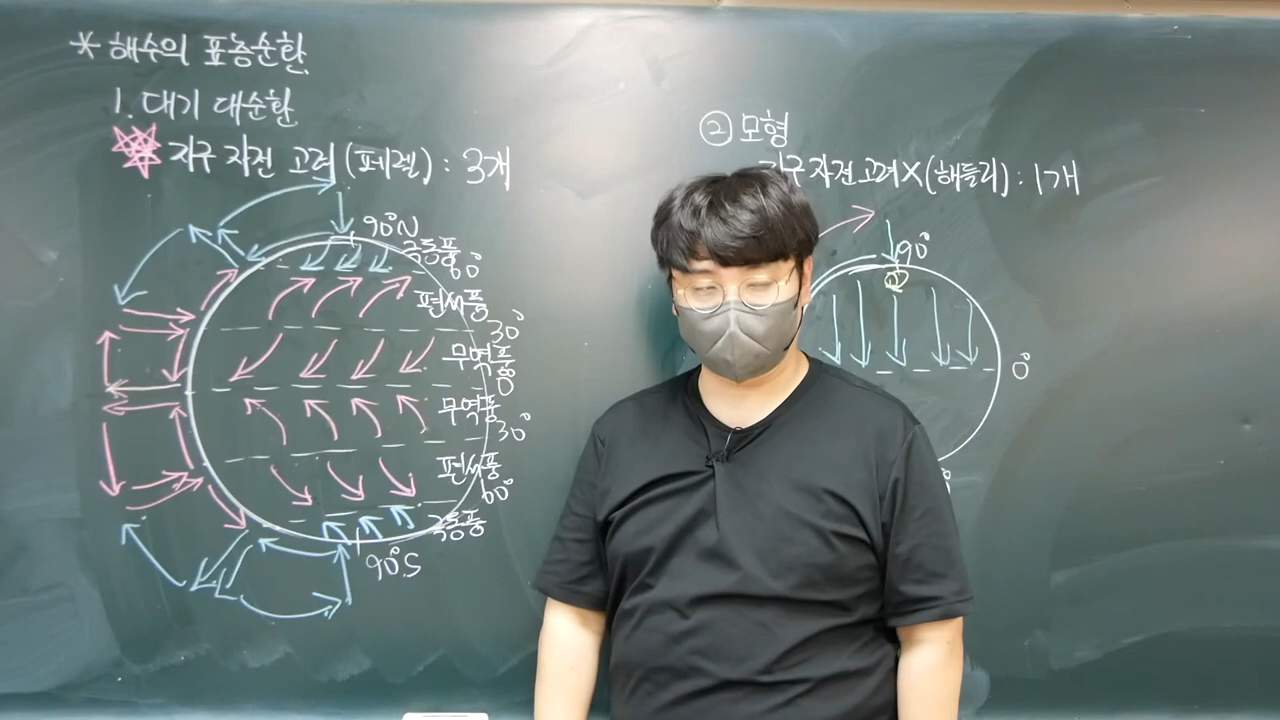 * 해수의 표층순환
1. 대기 대순환
지구 자전 고려 (페렐) : 3개
90°N
극동풍
60°
편서풍
30°
무역풍
0°
무역풍
30°
편서풍
60°
극동풍
90°S
② 모형
지구 자전 고려 X (해들리) : 1개
90°
0°